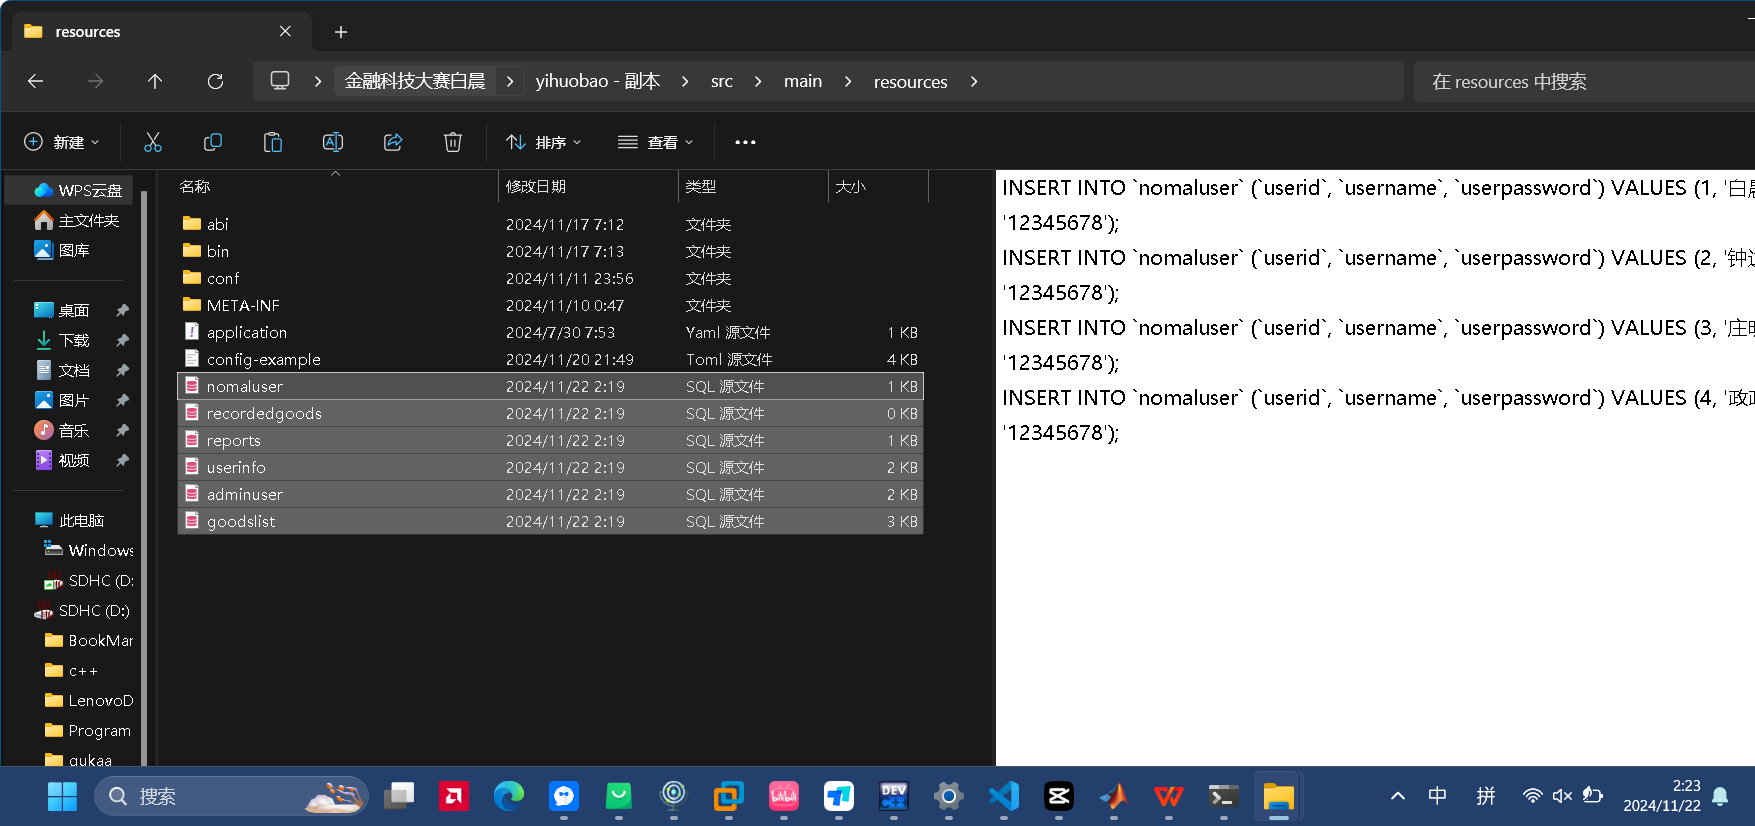 resources
金融科技大赛白晨
yihuobao - 副本
src
main
resources
在 resources 中搜索
新建
排序
查看
WPS云盘
主文件夹
图库
桌面
下载
文档
图片
音乐
视频
此电脑
Windows
SDHC (D:
SDHC (D:)
BookMar
c++
LenovoD
Program
qukaa
名称 修改日期 类型 大小
abi 2024/11/17 7:12 文件夹
bin 2024/11/17 7:13 文件夹
conf 2024/11/11 23:56 文件夹
META-INF 2024/11/10 0:47 文件夹
application 2024/7/30 7:53 Yaml 源文件 1 KB
config-example 2024/11/20 21:49 Toml 源文件 4 KB
nomaluser 2024/11/22 2:19 SQL 源文件 1 KB
recordedgoods 2024/11/22 2:19 SQL 源文件 0 KB
reports 2024/11/22 2:19 SQL 源文件 1 KB
userinfo 2024/11/22 2:19 SQL 源文件 2 KB
adminuser 2024/11/22 2:19 SQL 源文件 2 KB
goodslist 2024/11/22 2:19 SQL 源文件 3 KB
INSERT INTO `nomaluser` (`userid`, `username`, `userpassword`) VALUES (1, '白
'12345678');
INSERT INTO `nomaluser` (`userid`, `username`, `userpassword`) VALUES (2, '钟
'12345678');
INSERT INTO `nomaluser` (`userid`, `username`, `userpassword`) VALUES (3, '庄
'12345678');
INSERT INTO `nomaluser` (`userid`, `username`, `userpassword`) VALUES (4, '政
'12345678');
搜索
bilibili
DEV
中
拼
2:23
2024/11/22